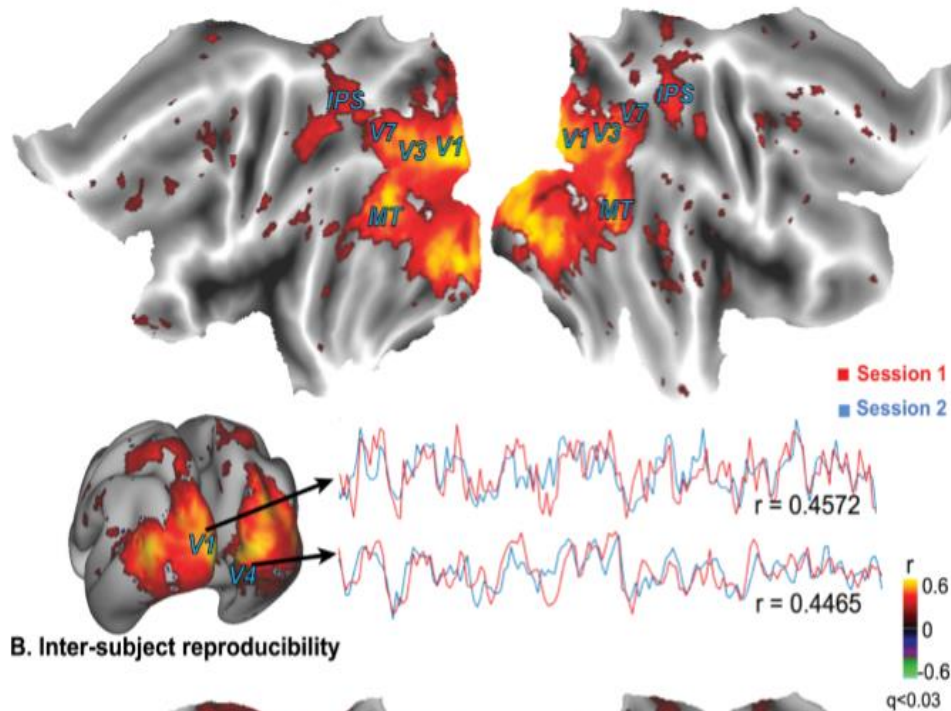 IPS
V7
V3
V1
MT
V1
V3
V7
IPS
MT
Session 1
Session 2
V1
r = 0.4572
V4
r = 0.4465
r
0.6
0
-0.6
q<0.03
B. Inter-subject reproducibility